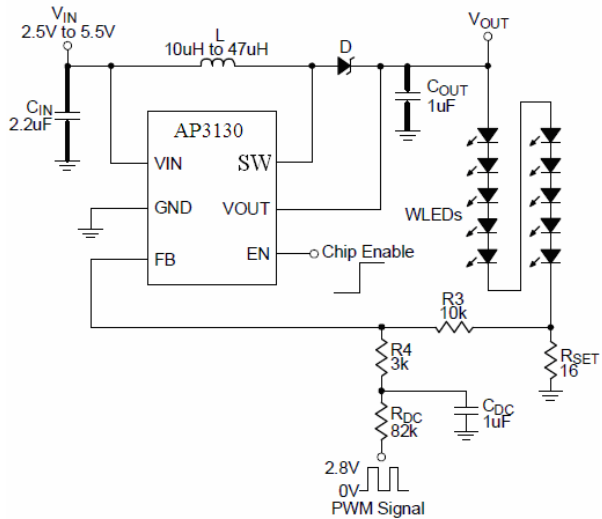 VIN
2.5V to 5.5V
L
10uH to 47uH
D
VOUT
CIN
2.2uF
COUT
1uF
AP3130
VIN
SW
GND
VOUT
FB
EN
Chip Enable
WLEDs
R3
10k
R4
3k
RSET
16
RDC
82k
CDC
1uF
2.8V
0V
PWM Signal